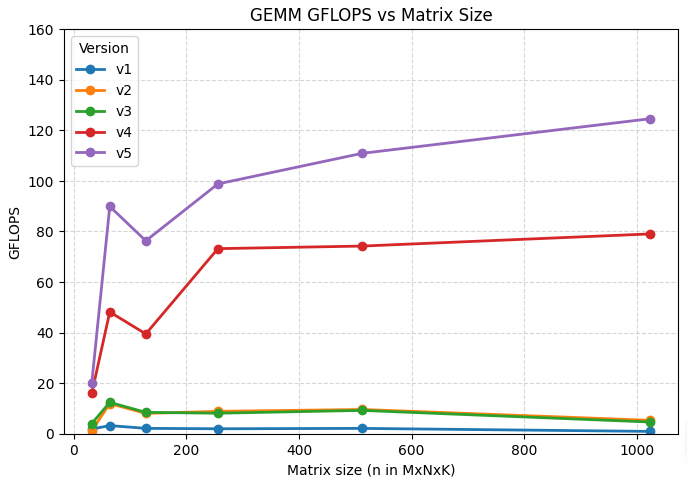 GEMM GFLOPS vs Matrix Size
160
140
120
100
80
60
40
20
0
GFLOPS
Version
v1
v2
v3
v4
v5
0 200 400 600 800 1000
Matrix size (n in MxNxK)